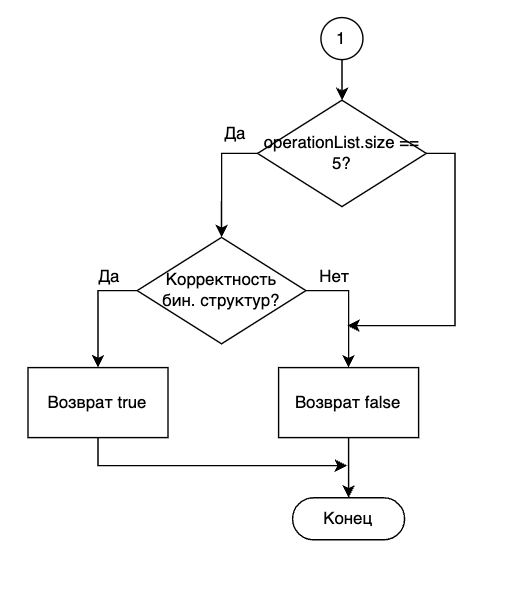 1
Да
operationList.size ==
5?
Да
Корректность
бин. структур?
Нет
Возврат true
Возврат false
Конец